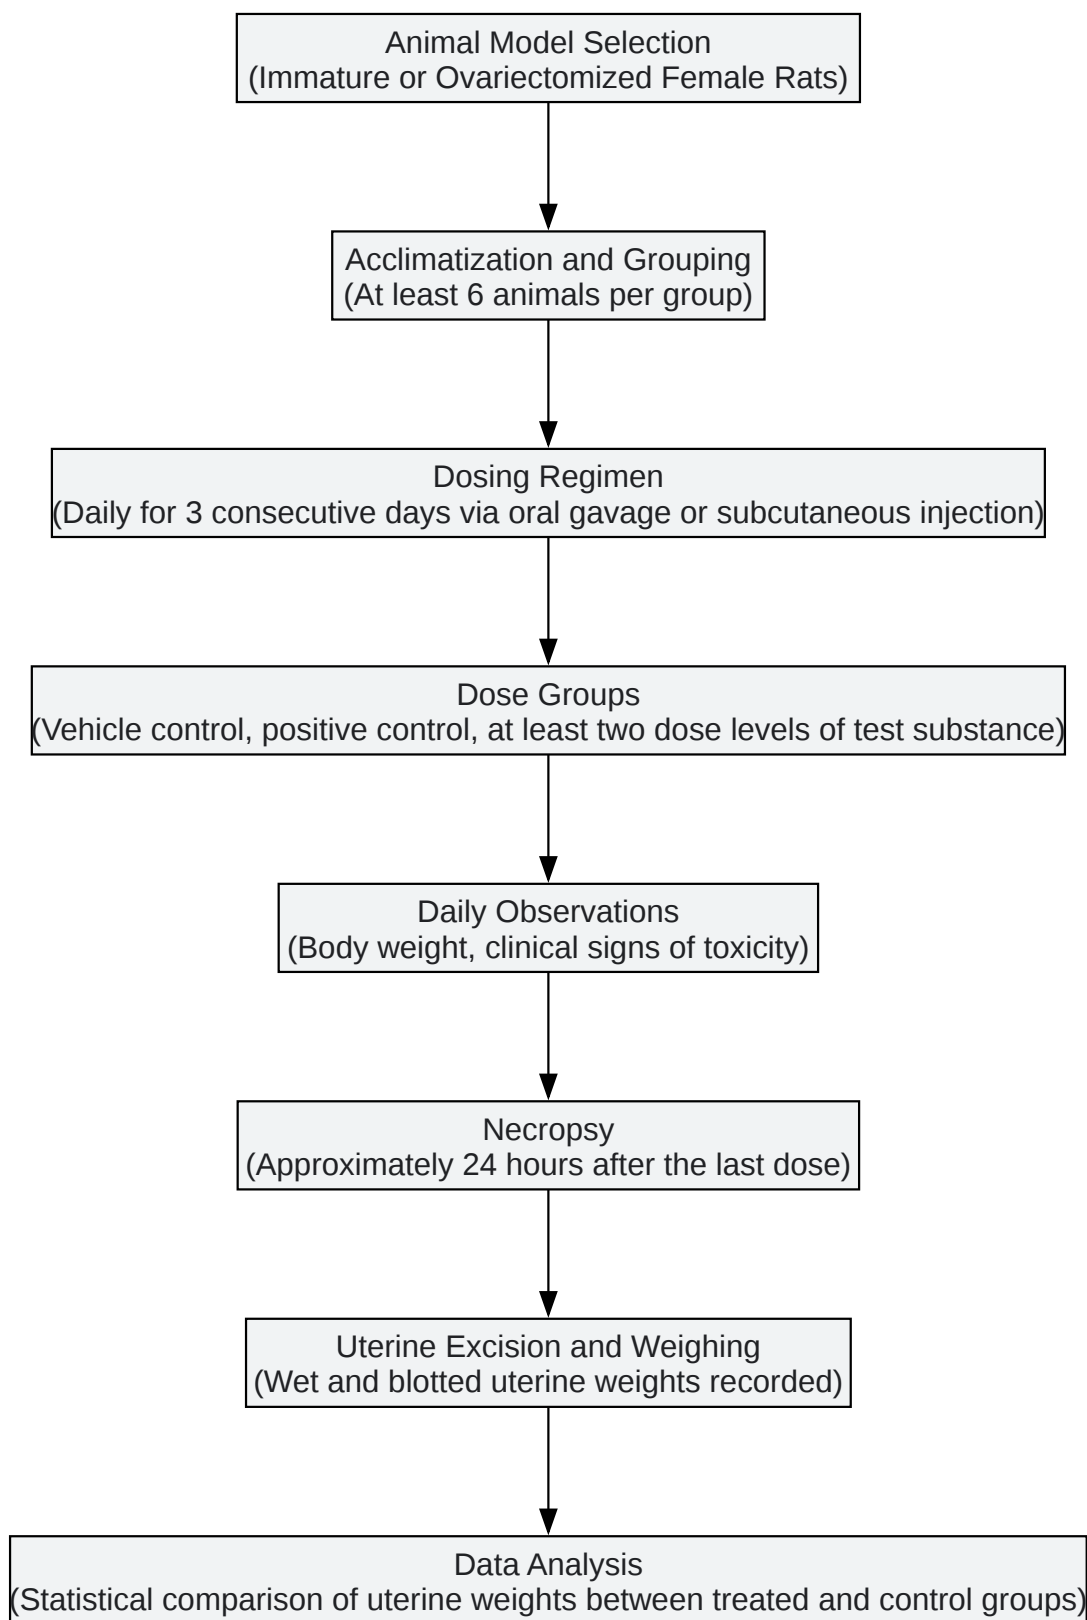 Animal Model Selection
(Immature or Ovariectomized Female Rats)
Acclimatization and Grouping
(At least 6 animals per group)
Dosing Regimen
(Daily for 3 consecutive days via oral gavage or subcutaneous injection)
Dose Groups
(Vehicle control, positive control, at least two dose levels of test substance)
Daily Observations
(Body weight, clinical signs of toxicity)
Necropsy
(Approximately 24 hours after the last dose)
Uterine Excision and Weighing
(Wet and blotted uterine weights recorded)
Data Analysis
(Statistical comparison of uterine weights between treated and control groups)